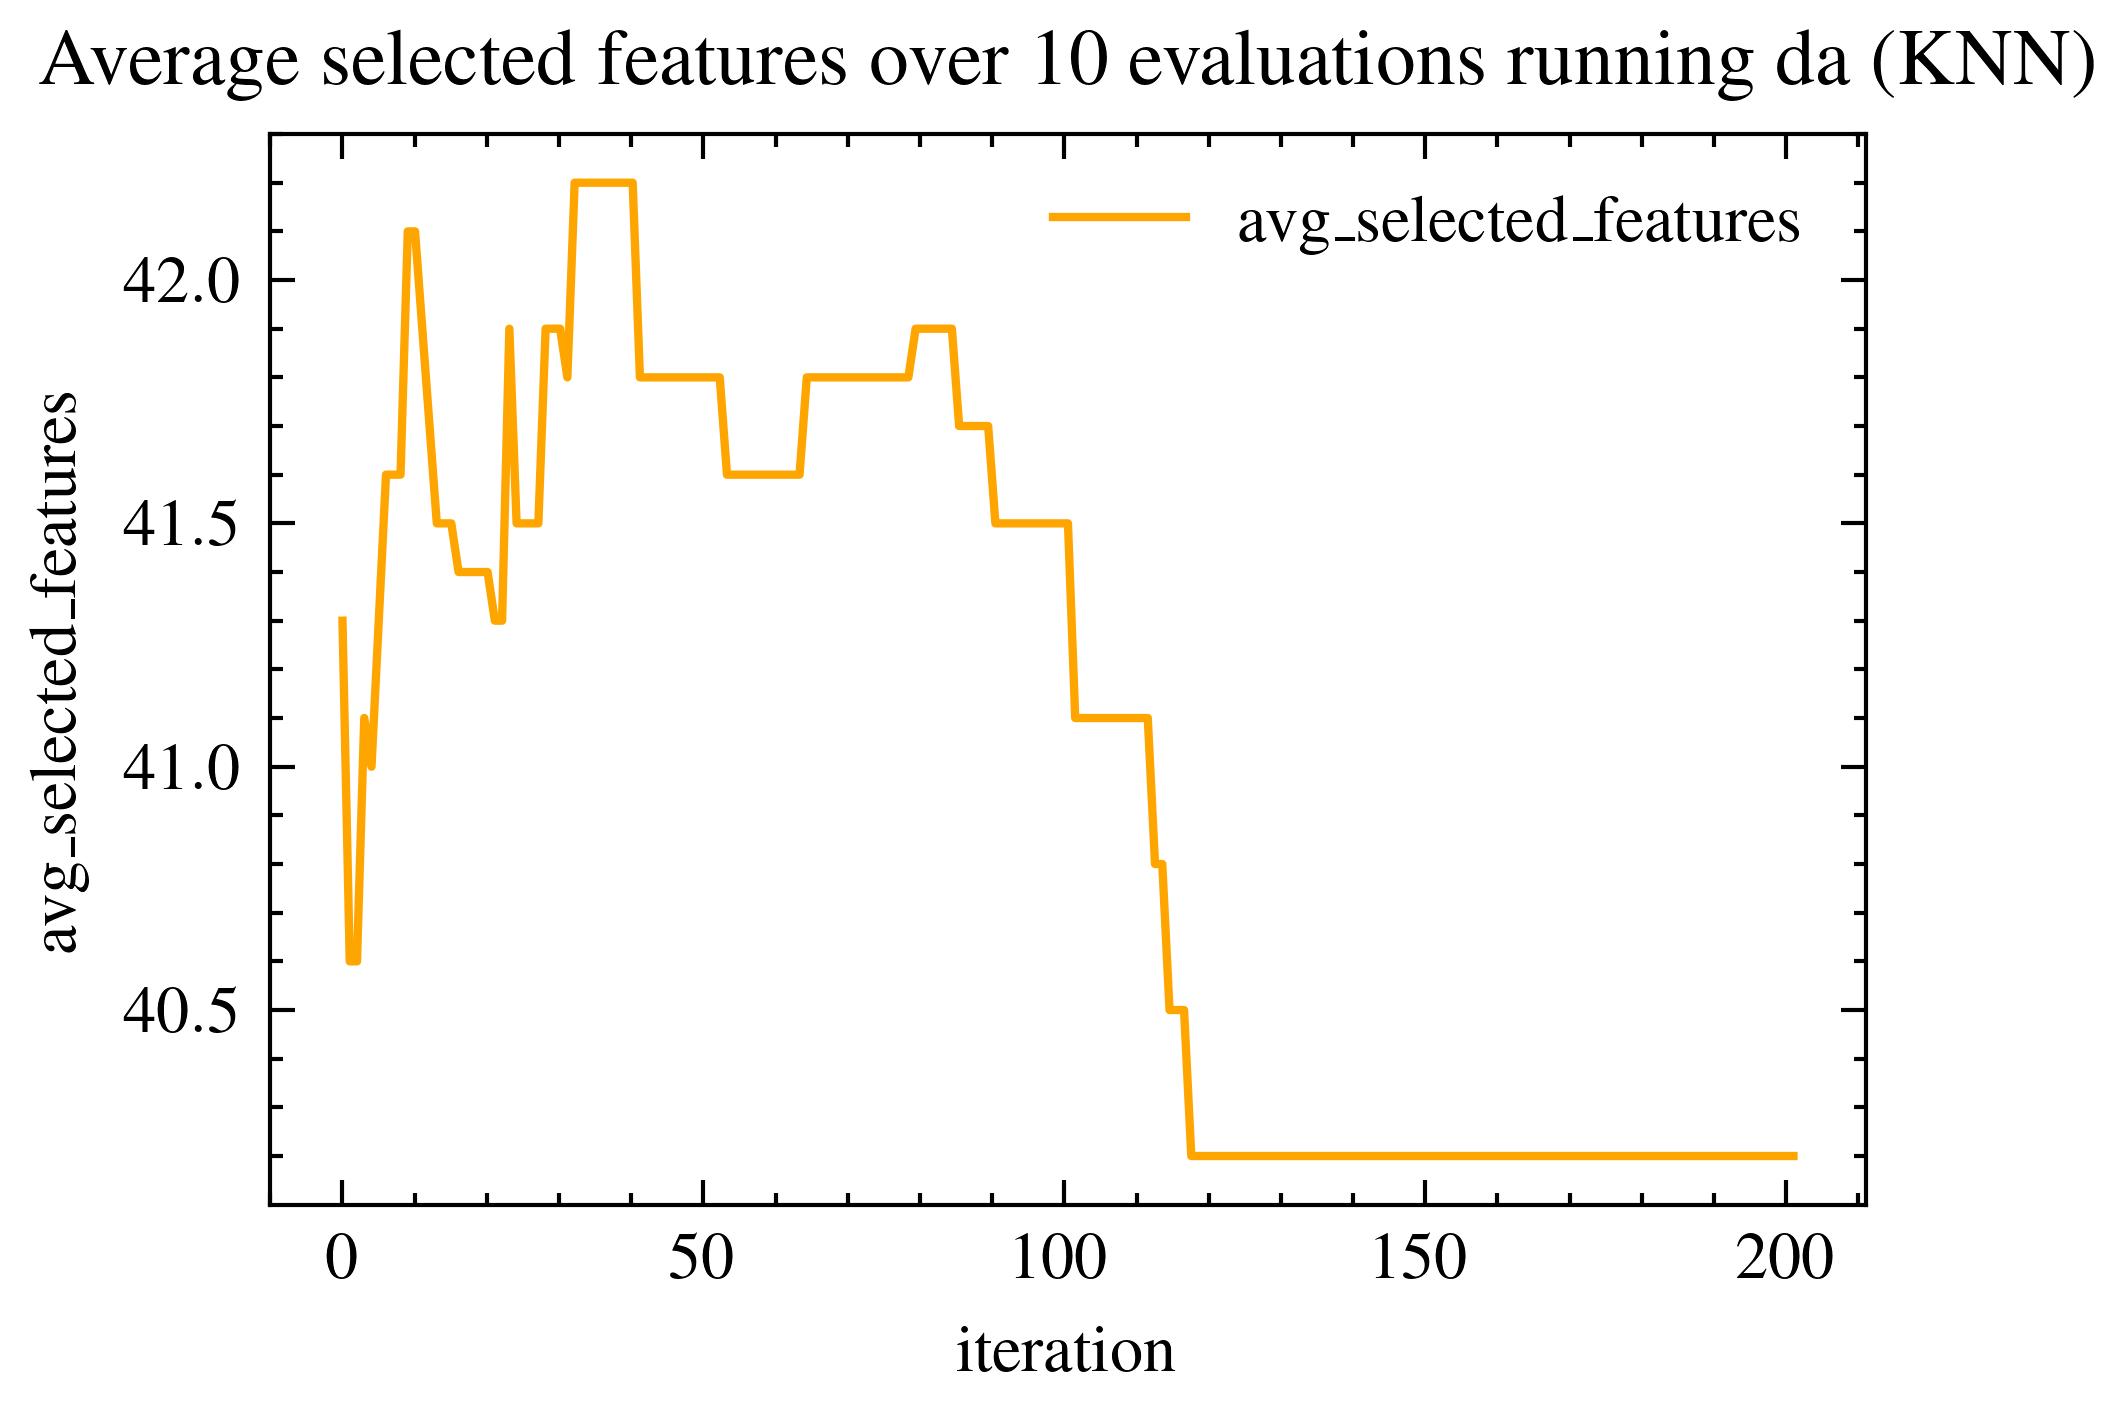 Average selected features over 10 evaluations running da (KNN)
avg_selected_features
42.0
41.5
41.0
40.5
avg_selected_features
0 50 100 150 200
iteration